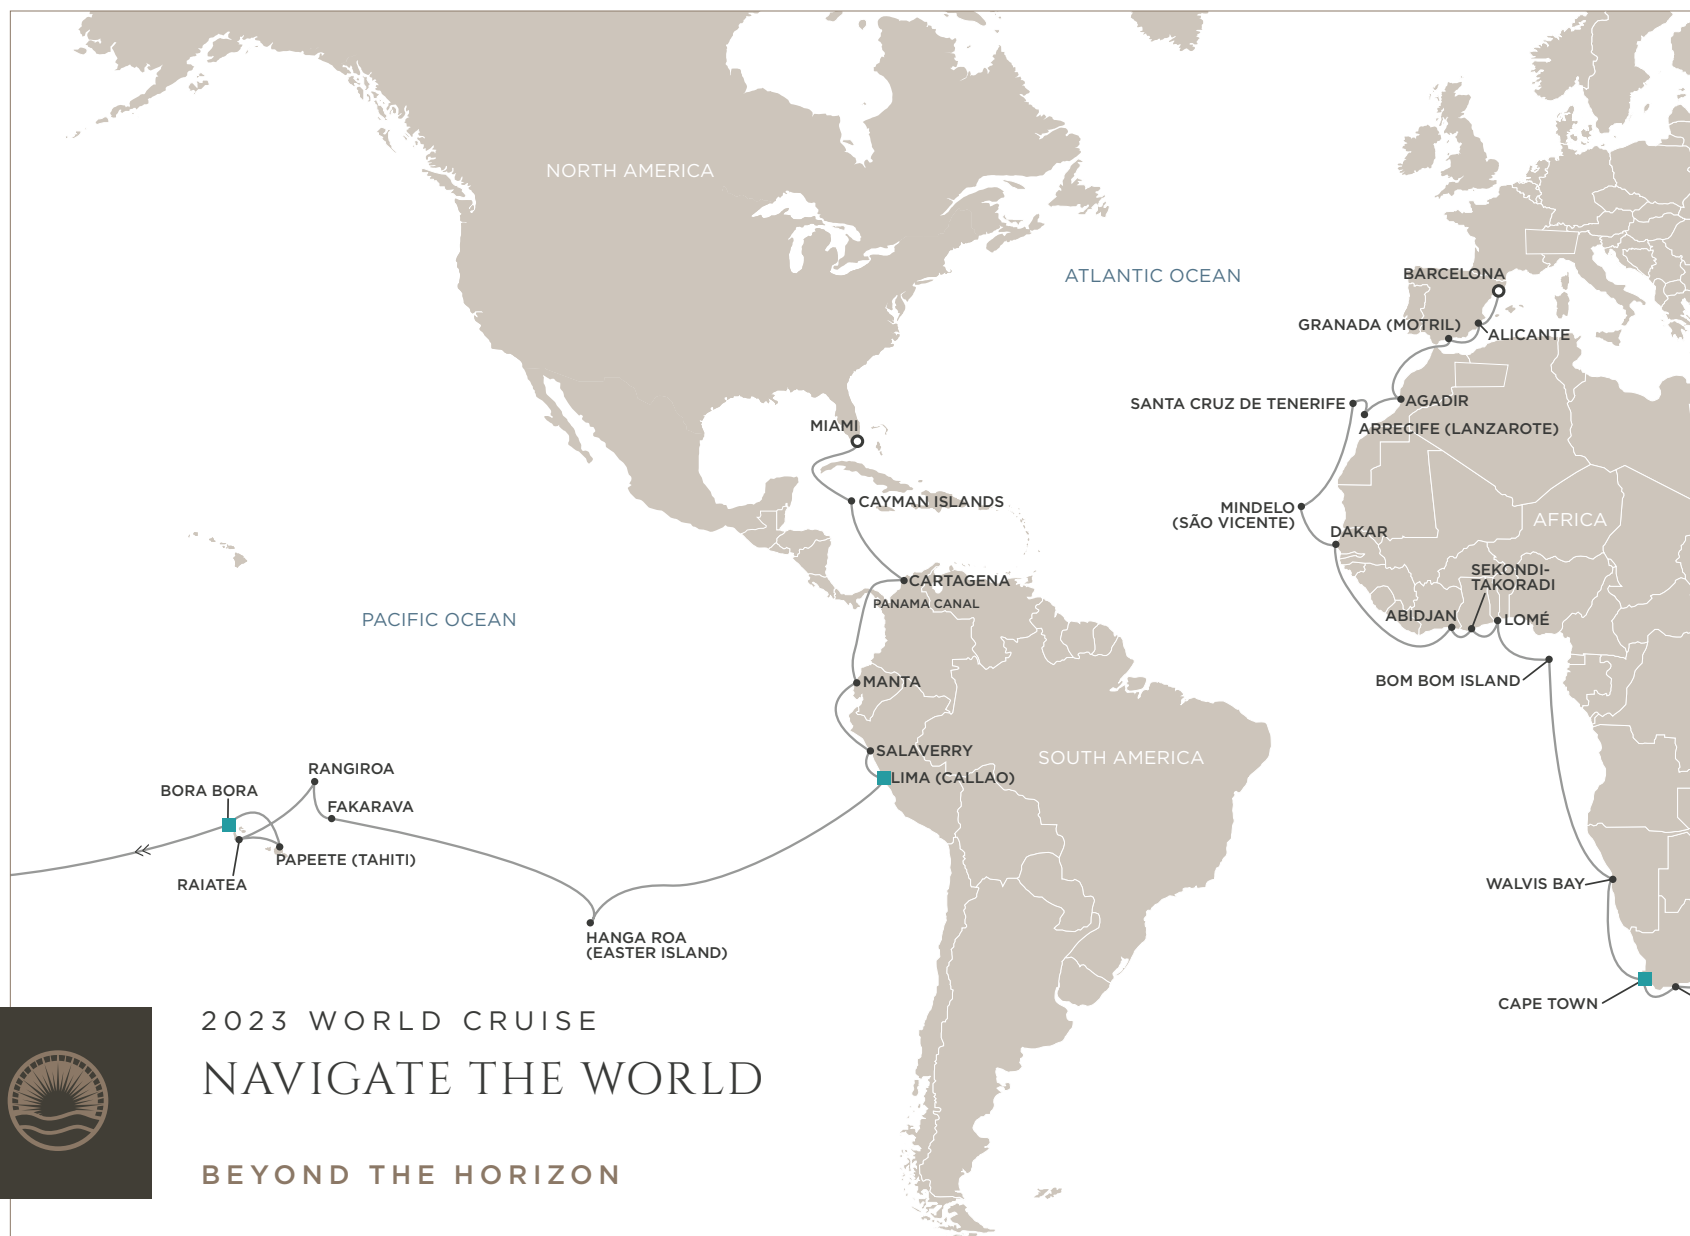 NORTH AMERICA
ATLANTIC OCEAN
BARCELONA
GRANADA (MOTRIL)
ALICANTE
SANTA CRUZ DE TENERIFE
AGADIR
ARRECIFE (LANZAROTE)
MIAMI
CAYMAN ISLANDS
MINDELO
(SÃO VICENTE)
AFRICA
DAKAR
SEKONDI-
TAKORADI
CARTAGENA
PANAMA CANAL
PACIFIC OCEAN
ABIDJAN
LOMÉ
MANTA
BOM BOM ISLAND
SALAVERRY
SOUTH AMERICA
LIMA (CALLAO)
RANGIROA
BORA BORA
FAKARAVA
PAPEETE (TAHITI)
RAIATEA
WALVIS BAY
HANGA ROA
(EASTER ISLAND)
CAPE TOWN
2023 WORLD CRUISE
NAVIGATE THE WORLD
BEYOND THE HORIZON